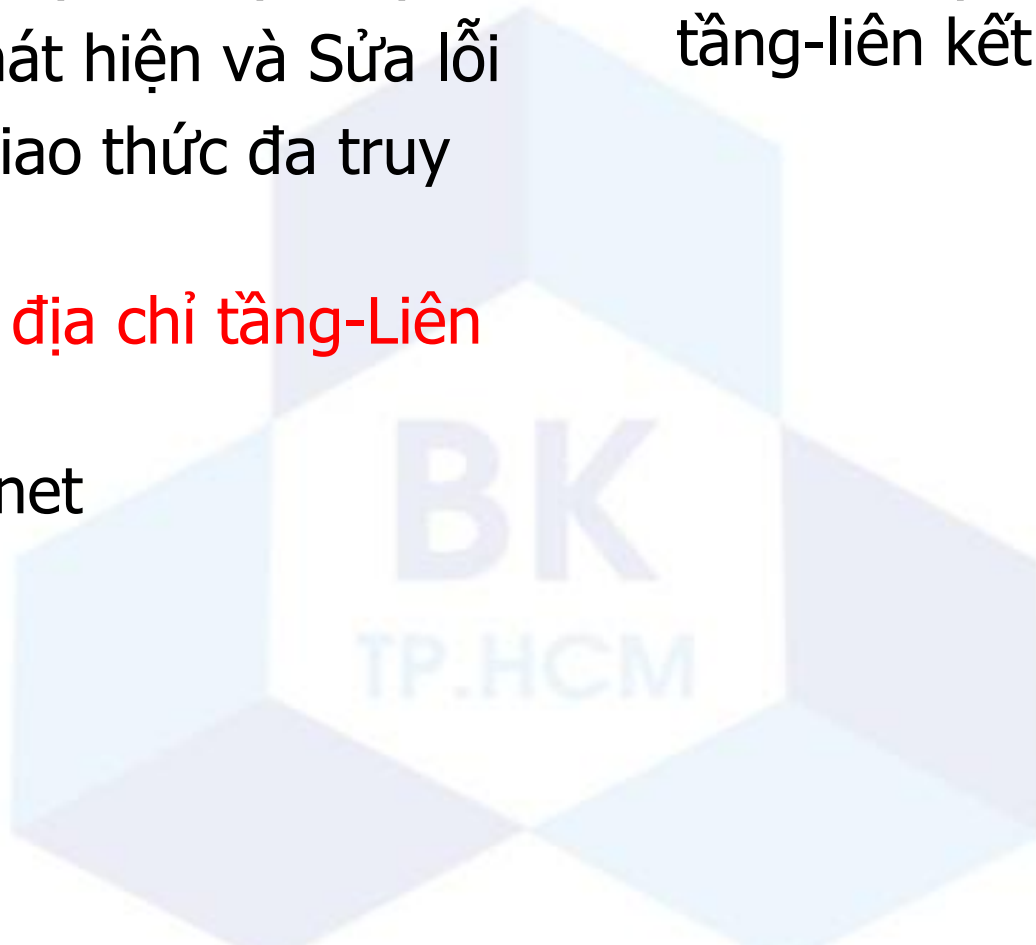 át hiện và Sửa lỗi
iao thức đa truy
địa chỉ tầng-Liên
net
tầng-liên kết
BK
TP.HCM